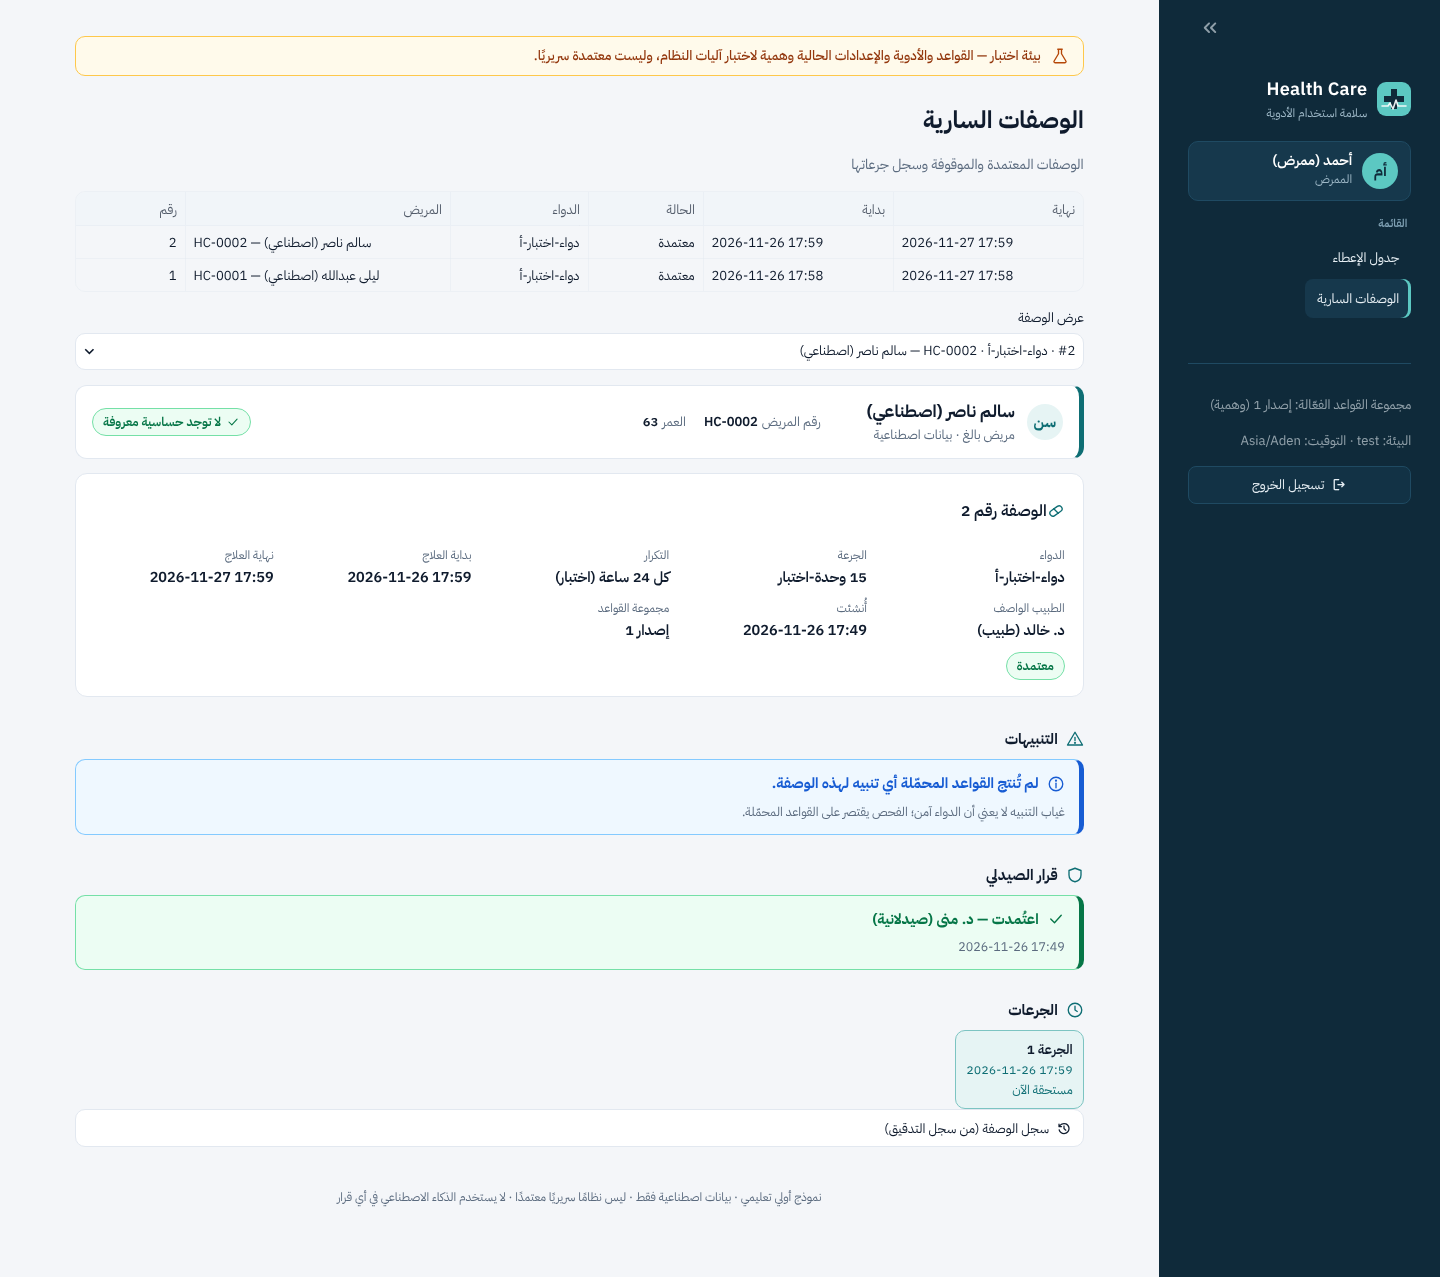 Health Care
سلامة استخدام الأدوية
أم
أحمد (ممرض)
الممرض
القائمة
جدول الإعطاء
الوصفات السارية
مجموعة القواعد الفعّالة: إصدار 1 (وهمية)
البيئة: test · التوقيت: Asia/Aden
تسجيل الخروج
بيئة اختبار — القواعد والأدوية والإعدادات الحالية وهمية لاختبار آليات النظام، وليست معتمدة سريريًا.
الوصفات السارية
الوصفات المعتمدة والموقوفة وسجل جرعاتها
نهاية بداية الحالة الدواء المريض رقم
2026-11-27 17:59 2026-11-26 17:59 معتمدة دواء-اختبار-أ HC-0002 — سالم ناصر (اصطناعي) 2
2026-11-27 17:58 2026-11-26 17:58 معتمدة دواء-اختبار-أ HC-0001 — ليلى عبدالله (اصطناعي) 1
عرض الوصفة
#2 · دواء-اختبار-أ · HC-0002 — سالم ناصر (اصطناعي)
سن
سالم ناصر (اصطناعي)
مريض بالغ · بيانات اصطناعية
رقم المريض HC-0002 العمر 63
لا توجد حساسية معروفة
الوصفة رقم 2
الدواء الجرعة التكرار بداية العلاج نهاية العلاج
دواء-اختبار-أ 15 وحدة-اختبار كل 24 ساعة (اختبار) 2026-11-26 17:59 2026-11-27 17:59
الطبيب الواصف أُنشئت مجموعة القواعد
د. خالد (طبيب) 2026-11-26 17:49 إصدار 1
معتمدة
التنبيهات
لم تُنتج القواعد المحمّلة أي تنبيه لهذه الوصفة.
غياب التنبيه لا يعني أن الدواء آمن؛ الفحص يقتصر على القواعد المحمّلة.
قرار الصيدلي
اعتُمدت — د. منى (صيدلانية)
2026-11-26 17:49
الجرعات
الجرعة 1
2026-11-26 17:59
مستحقة الآن
سجل الوصفة (من سجل التدقيق)
نموذج أولي تعليمي · بيانات اصطناعية فقط · ليس نظامًا سريريًا معتمدًا · لا يستخدم الذكاء الاصطناعي في أي قرار